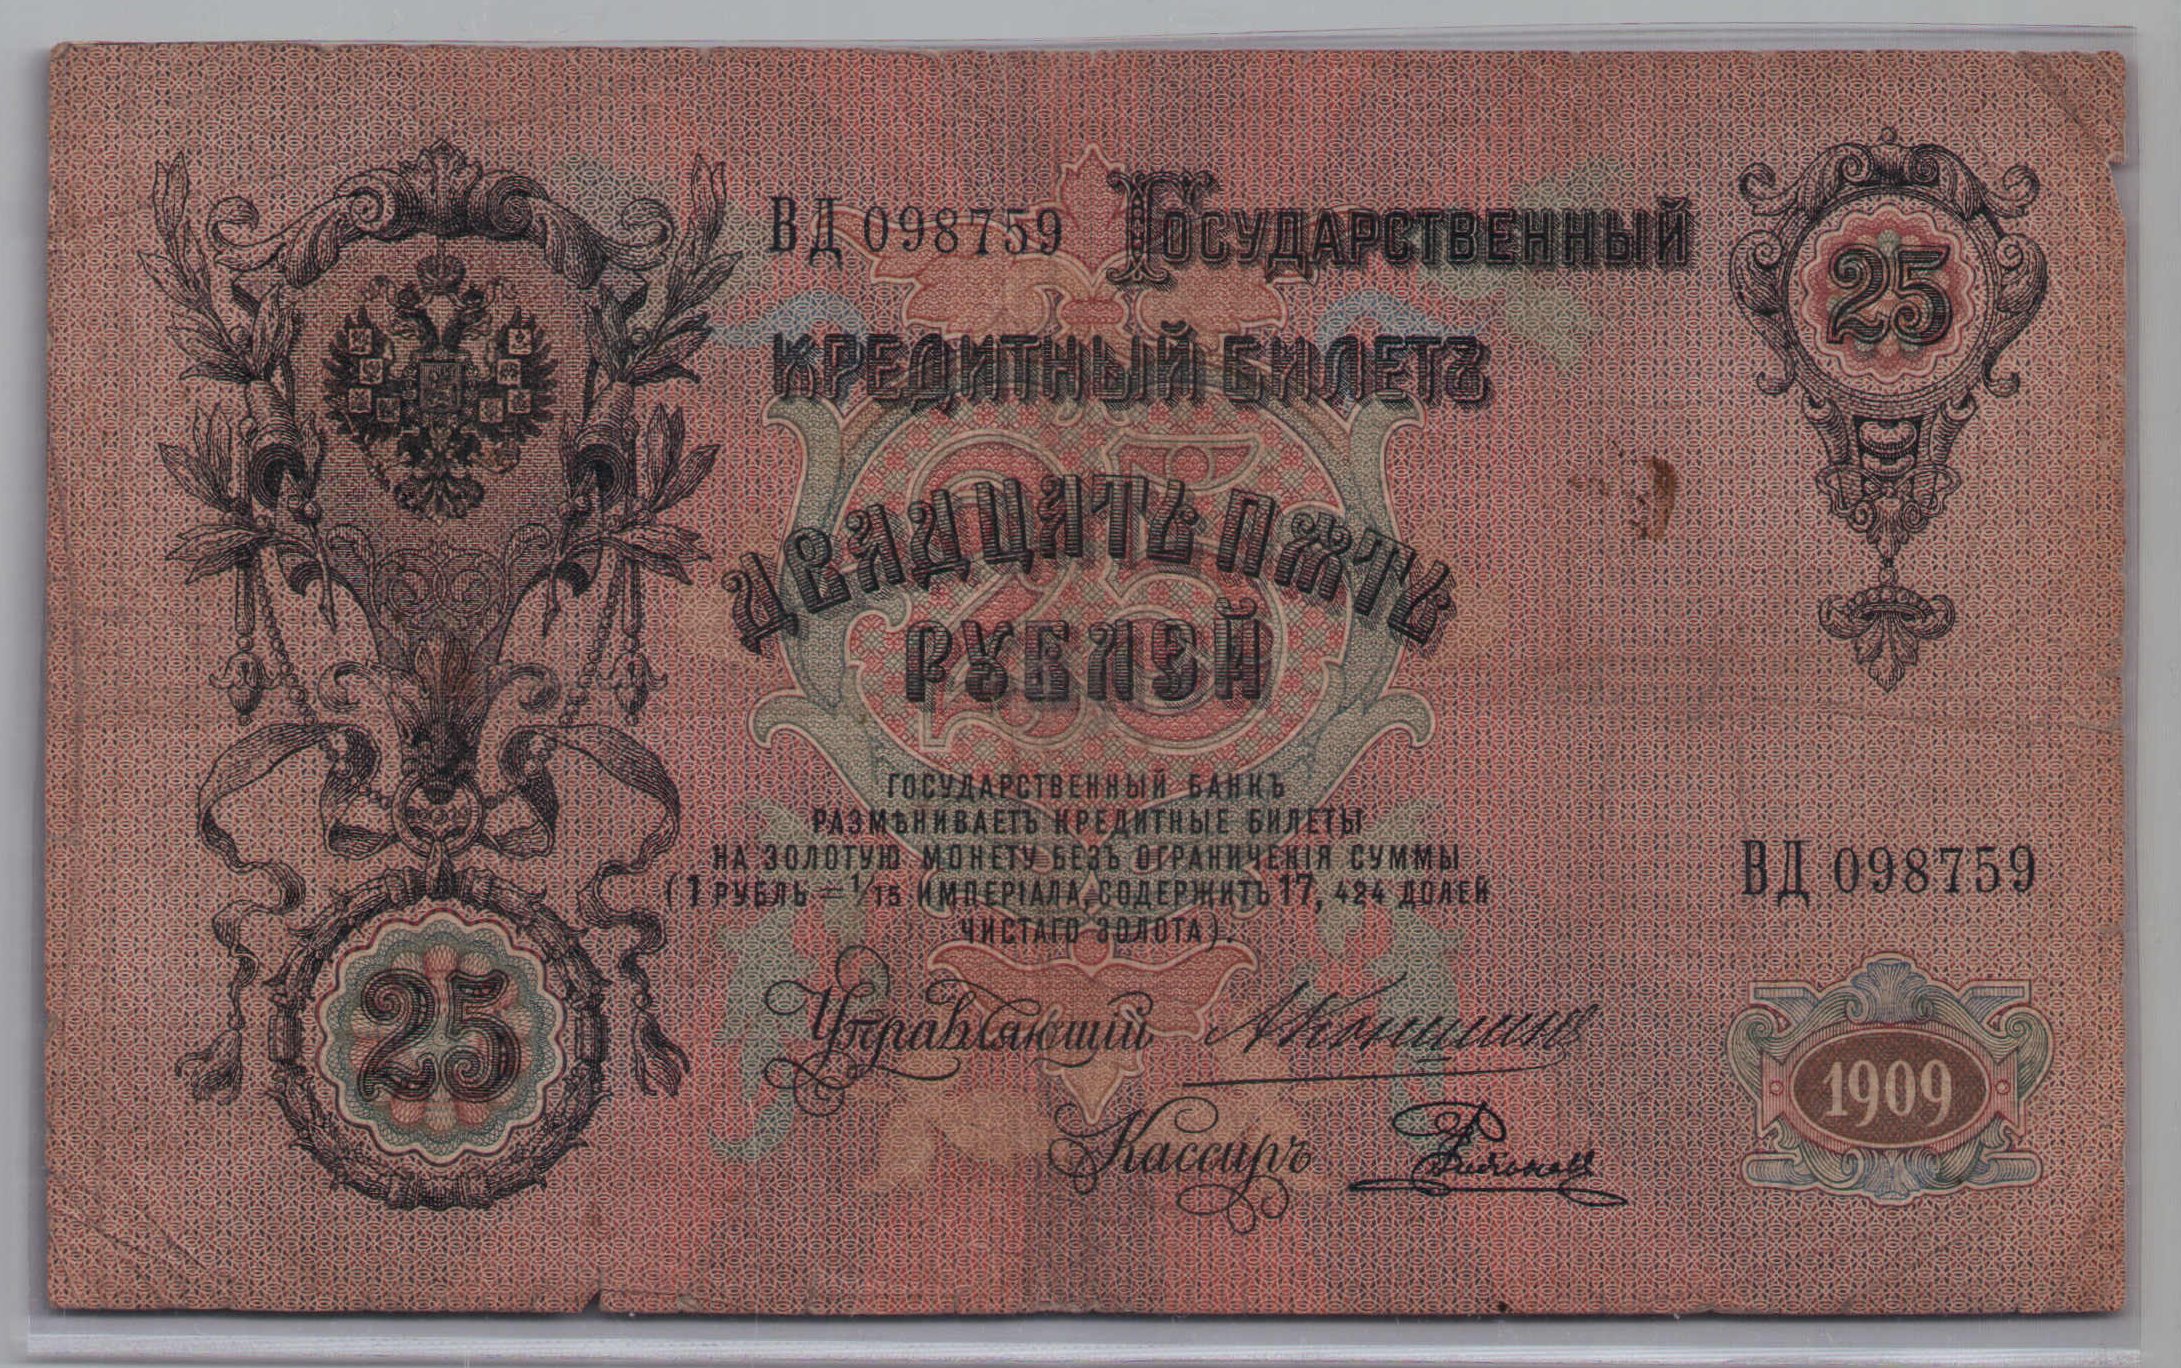 ВД 098759 Государственный
25
КРЕДИТНЫЙ БИЛЕТЪ
ДВАДЦАТЬ ПЯТЬ
РУБЛЕЙ
ГОСУДАРСТВЕННЫЙ БАНКЪ
РАЗМѢНИВАЕТЪ КРЕДИТНЫЕ БИЛЕТЫ
НА ЗОЛОТУЮ МОНЕТУ БЕЗЪ ОГРАНИЧЕНІЯ СУММЫ
(1 РУБЛЬ = 1/15 ИМПЕРІАЛА, СОДЕРЖИТЪ 17, 424 ДОЛЕЙ
ЧИСТАГО ЗОЛОТА).
ВД 098759
Управляющій АКоншинъ
25
1909
Кассиръ